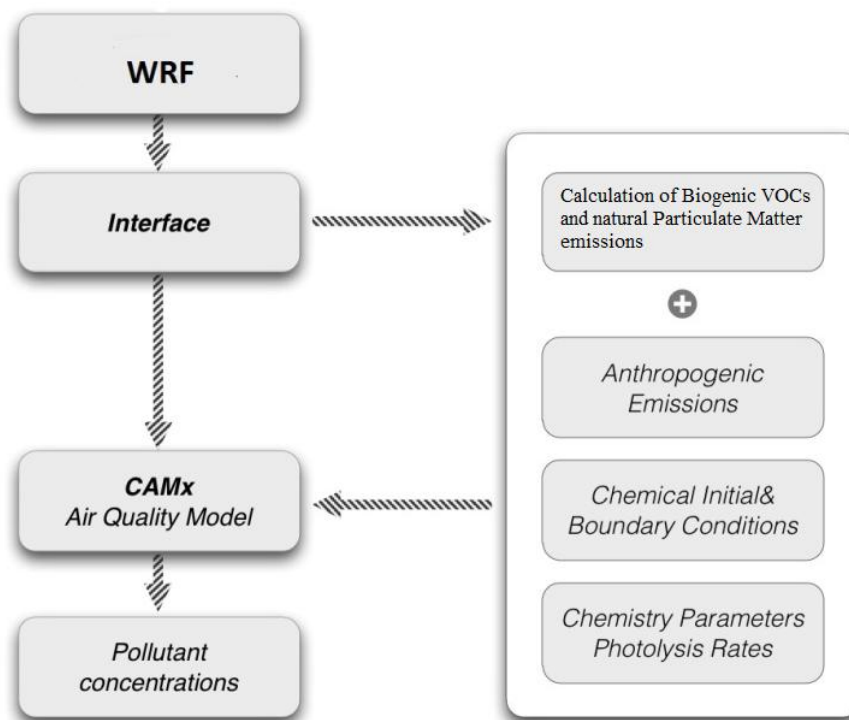 WRF
Interface
CAMx
Air Quality Model
Pollutant
concentrations
Calculation of Biogenic VOCs
and natural Particulate Matter
emissions
Anthropogenic
Emissions
Chemical Initial&
Boundary Conditions
Chemistry Parameters
Photolysis Rates